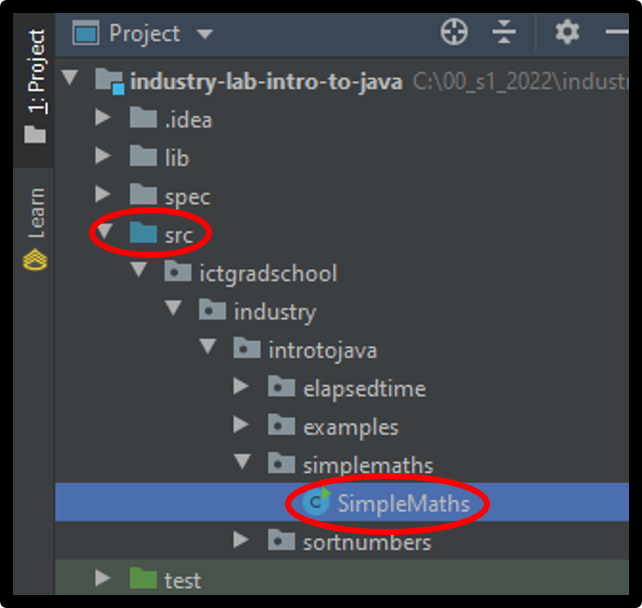 1: Project
Learn
Project
industry-lab-intro-to-java C:\00_s1_2022\industr
.idea
lib
spec
src
ictgradschool
industry
introtojava
elapsedtime
examples
simplemaths
C SimpleMaths
sortnumbers
test